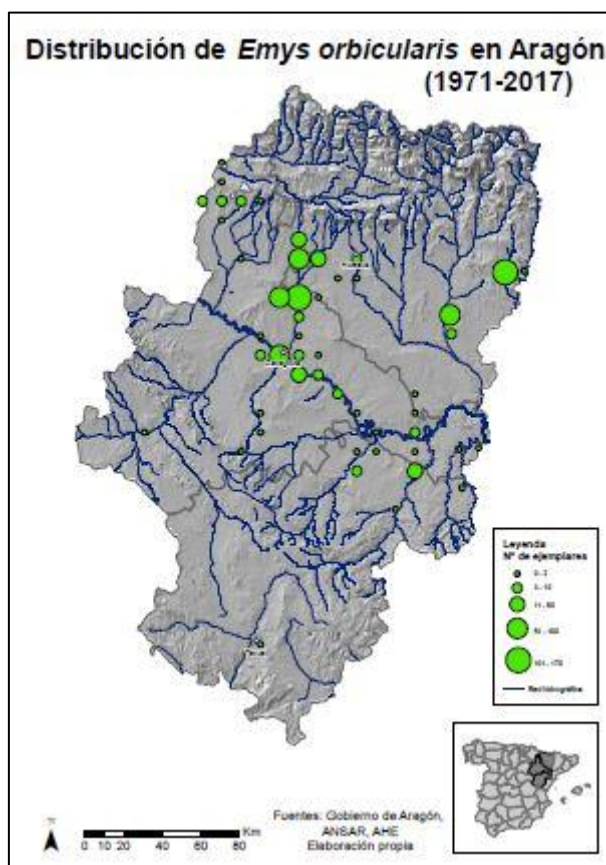 Distribución de Emys orbicularis en Aragón
(1971-2017)
Leyenda
Nº de ejemplares
Red hidrográfica
Fuentes: Gobierno de Aragón,
ANSAR, AHE
Elaboración propia
0 10 20 40 60 80
Km